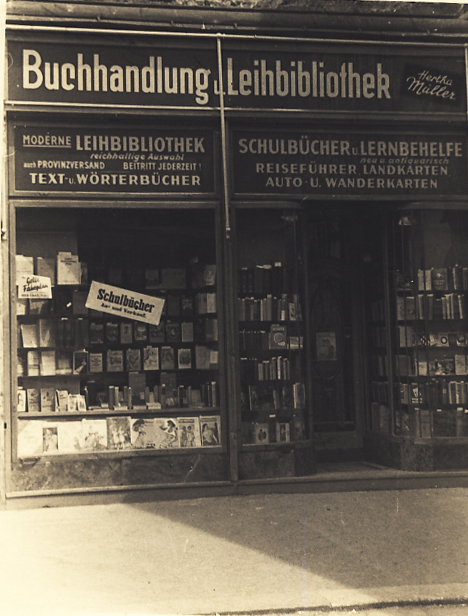 Buchhandlung u. Leihbibliothek
Hertha
Müller
MODERNE LEIHBIBLIOTHEK
reichhaltige Auswahl
auch PROVINZVERSAND BEITRITT JEDERZEIT!
TEXT- u. WÖRTERBÜCHER
SCHULBÜCHER u. LERNBEHELFE
neu u. antiquarisch
REISEFÜHRER LANDKARTEN
AUTO- U. WANDERKARTEN
Schulbücher
An- und Verkauf